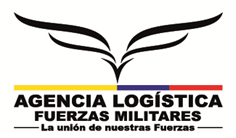 AGENCIA LOGÍSTICA
FUERZAS MILITARES
La unión de nuestras Fuerzas